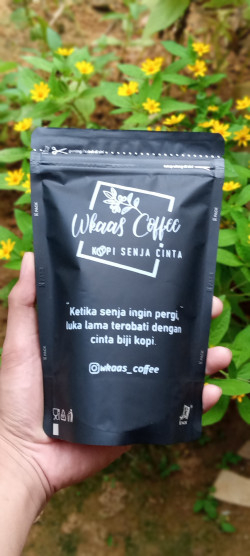 Wkaas Coffee
KOPI SENJA CINTA
"Ketika senja ingin pergi,
luka lama terobati dengan
cinta biji kopi.
wkaas_coffee